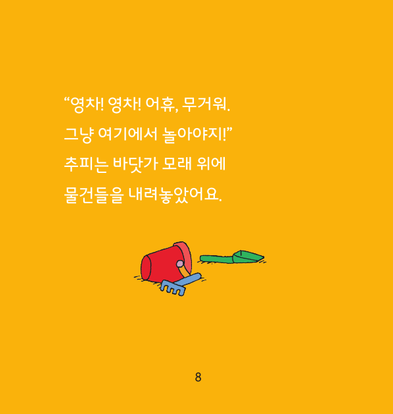 “영차! 영차! 어휴, 무거워.
그냥 여기에서 놀아야지!”
추피는 바닷가 모래 위에
물건들을 내려놓았어요.
8